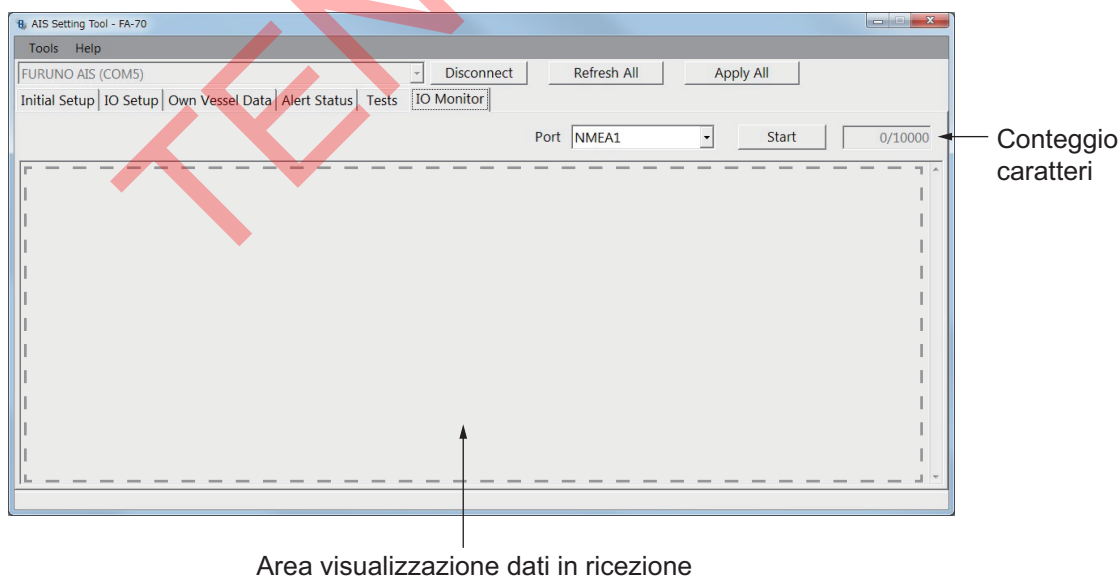 AIS Setting Tool - FA-70
Tools Help
FURUNO AIS (COM5) Disconnect Refresh All Apply All
Initial Setup IO Setup Own Vessel Data Alert Status Tests IO Monitor
Port NMEA1 Start 0/10000
Conteggio
caratteri
Area visualizzazione dati in ricezione
TEN